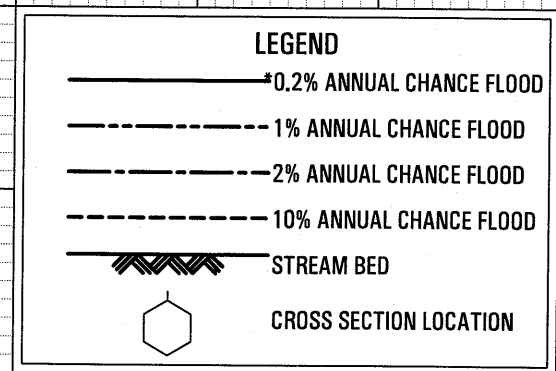 LEGEND
*0.2% ANNUAL CHANCE FLOOD
1% ANNUAL CHANCE FLOOD
2% ANNUAL CHANCE FLOOD
10% ANNUAL CHANCE FLOOD
STREAM BED
CROSS SECTION LOCATION